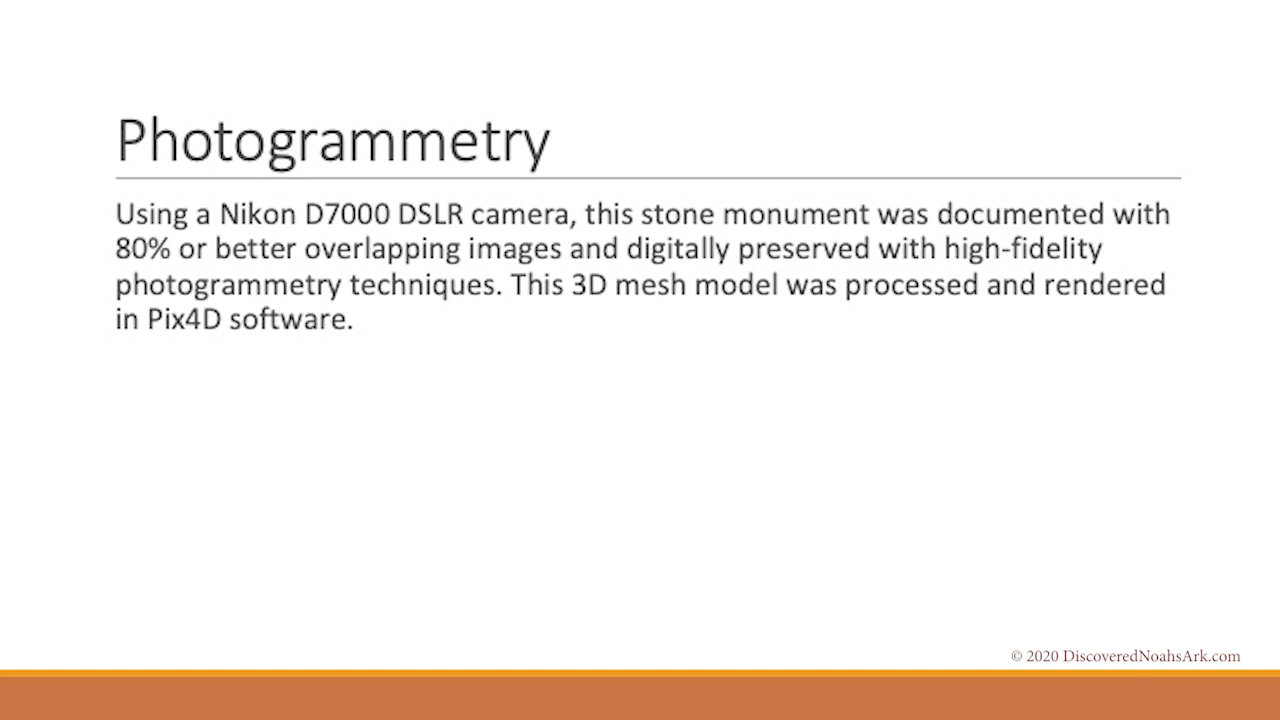 Photogrammetry
Using a Nikon D7000 DSLR camera, this stone monument was documented with
80% or better overlapping images and digitally preserved with high-fidelity
photogrammetry techniques. This 3D mesh model was processed and rendered
in Pix4D software.
© 2020 DiscoveredNoahsArk.com